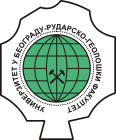 УНИВЕРЗИТЕТ У БЕОГРАДУ-РУДАРСКО-ГЕОЛОШКИ ФАКУЛТЕТ